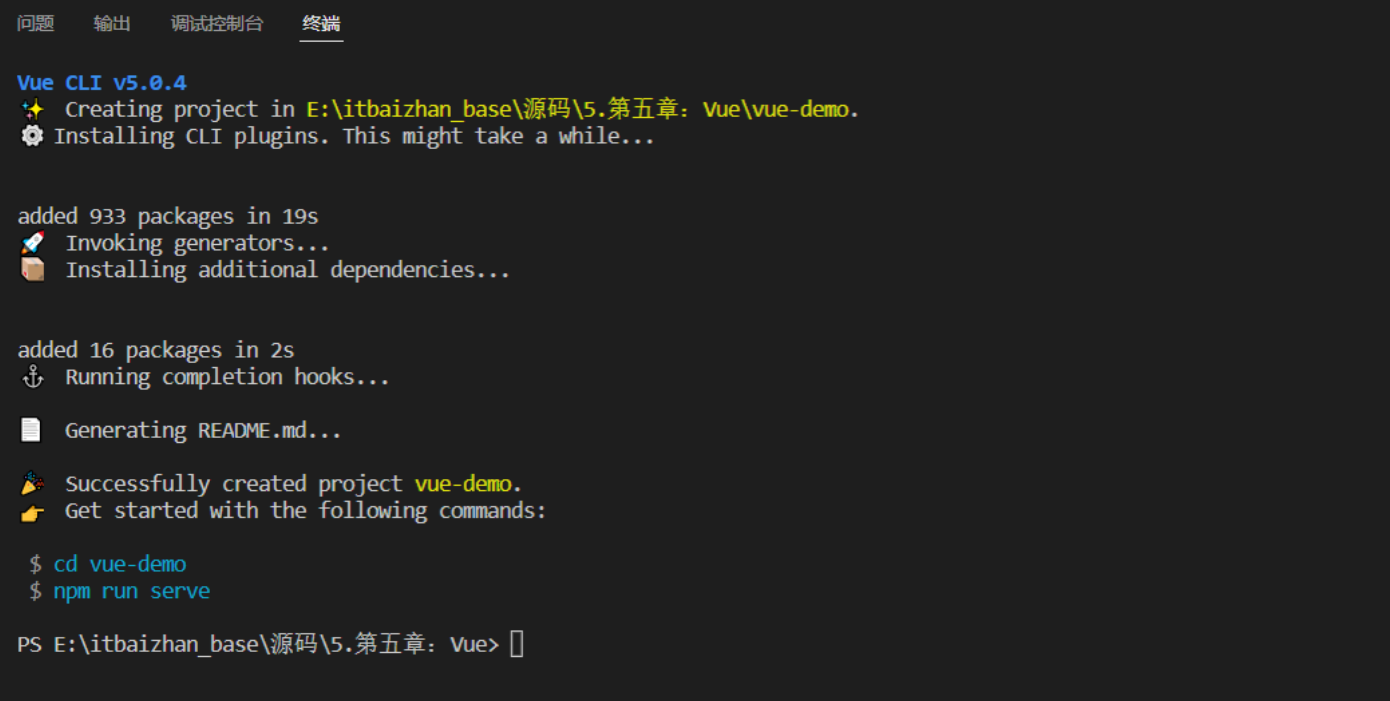 问题 输出 调试控制台 终端
Vue CLI v5.0.4
✨ Creating project in E:\itbaizhan_base\源码\5.第五章：Vue\vue-demo.
⚙️ Installing CLI plugins. This might take a while...
added 933 packages in 19s
🚀 Invoking generators...
📦 Installing additional dependencies...
added 16 packages in 2s
⚓ Running completion hooks...
📄 Generating README.md...
🎉 Successfully created project vue-demo.
👉 Get started with the following commands:
$ cd vue-demo
$ npm run serve
PS E:\itbaizhan_base\源码\5.第五章：Vue>